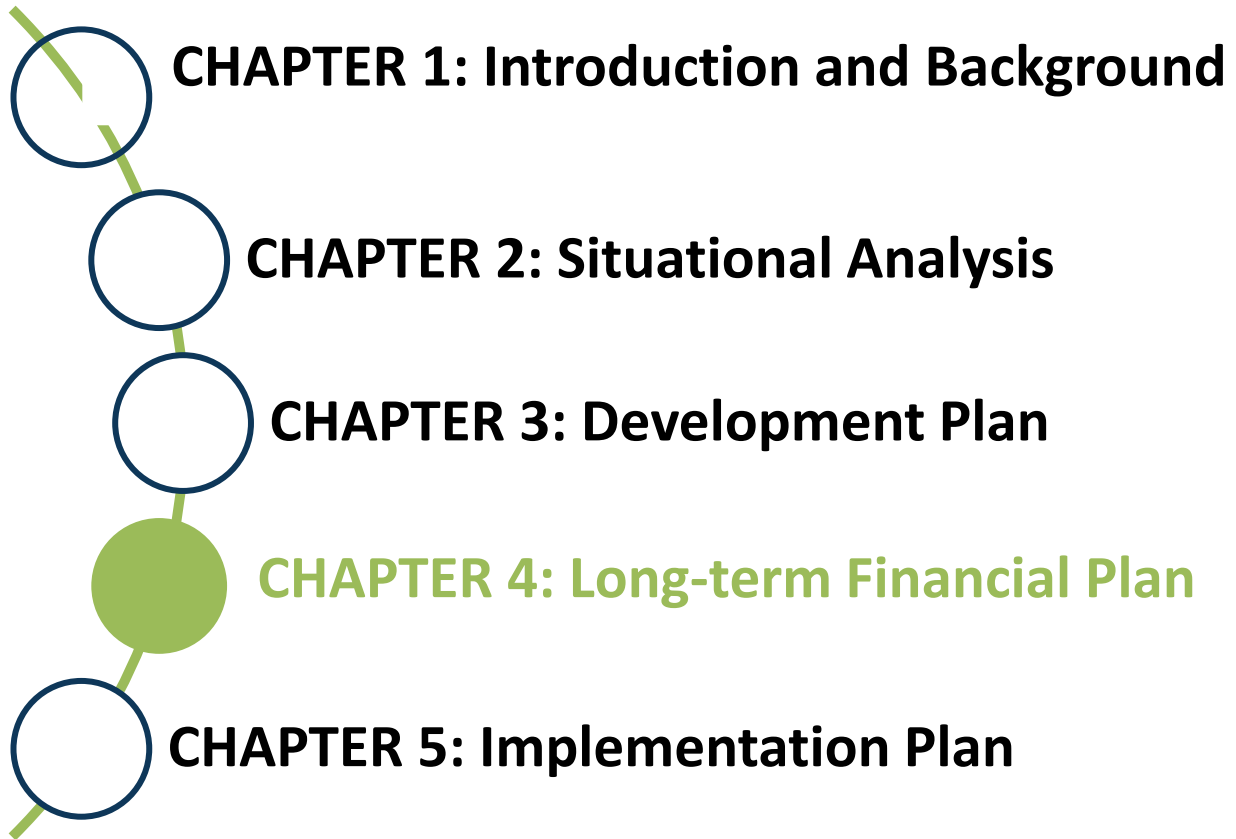 CHAPTER 1: Introduction and Background
CHAPTER 2: Situational Analysis
CHAPTER 3: Development Plan
CHAPTER 4: Long-term Financial Plan
CHAPTER 5: Implementation Plan